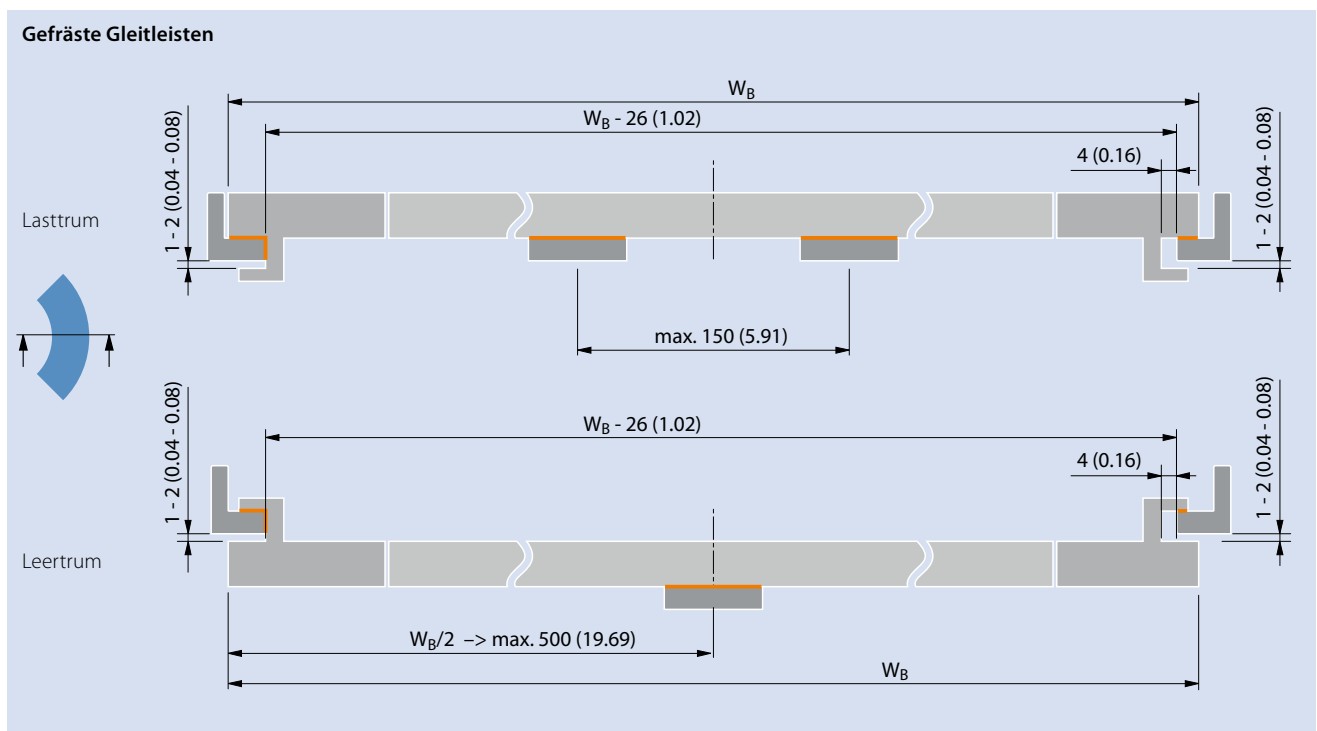 Gefräste Gleitleisten
W_B
W_B - 26 (1.02)
4 (0.16)
1 - 2 (0.04 - 0.08)
1 - 2 (0.04 - 0.08)
Lasttrum
max. 150 (5.91)
W_B - 26 (1.02)
4 (0.16)
1 - 2 (0.04 - 0.08)
1 - 2 (0.04 - 0.08)
Leertrum
W_B/2 –> max. 500 (19.69)
W_B